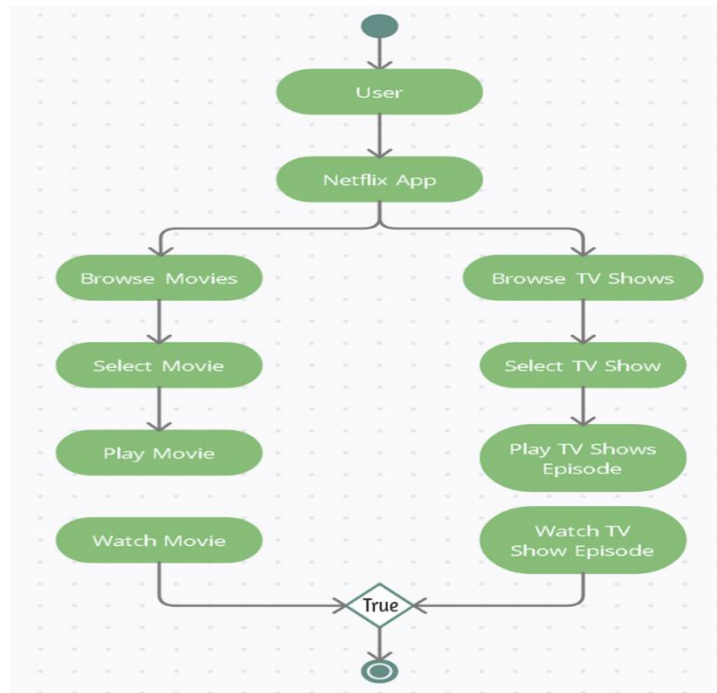 User
Netflix App
Browse Movies
Browse TV Shows
Select Movie
Select TV Show
Play Movie
Play TV Shows
Episode
Watch Movie
Watch TV
Show Episode
True